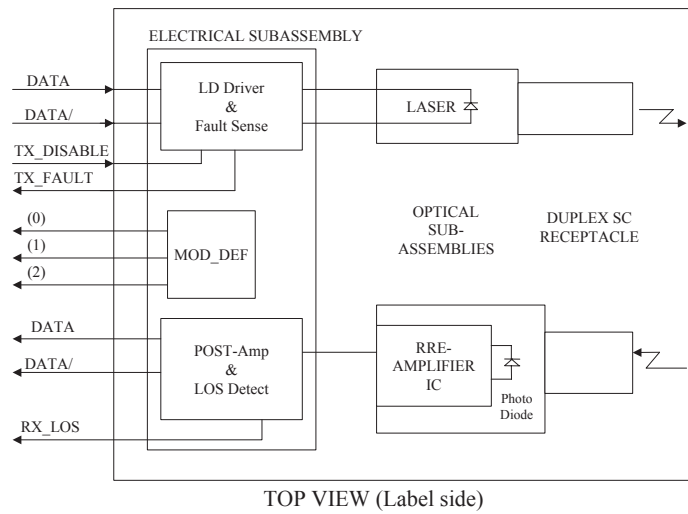 ELECTRICAL SUBASSEMBLY
DATA
DATA/
TX_DISABLE
TX_FAULT
LD Driver
&
Fault Sense
LASER
(0)
(1)
(2)
MOD_DEF
OPTICAL
SUB-
ASSEMBLIES
DUPLEX SC
RECEPTACLE
DATA
DATA/
RX_LOS
POST-Amp
&
LOS Detect
RRE-
AMPLIFIER
IC
Photo
Diode
TOP VIEW (Label side)